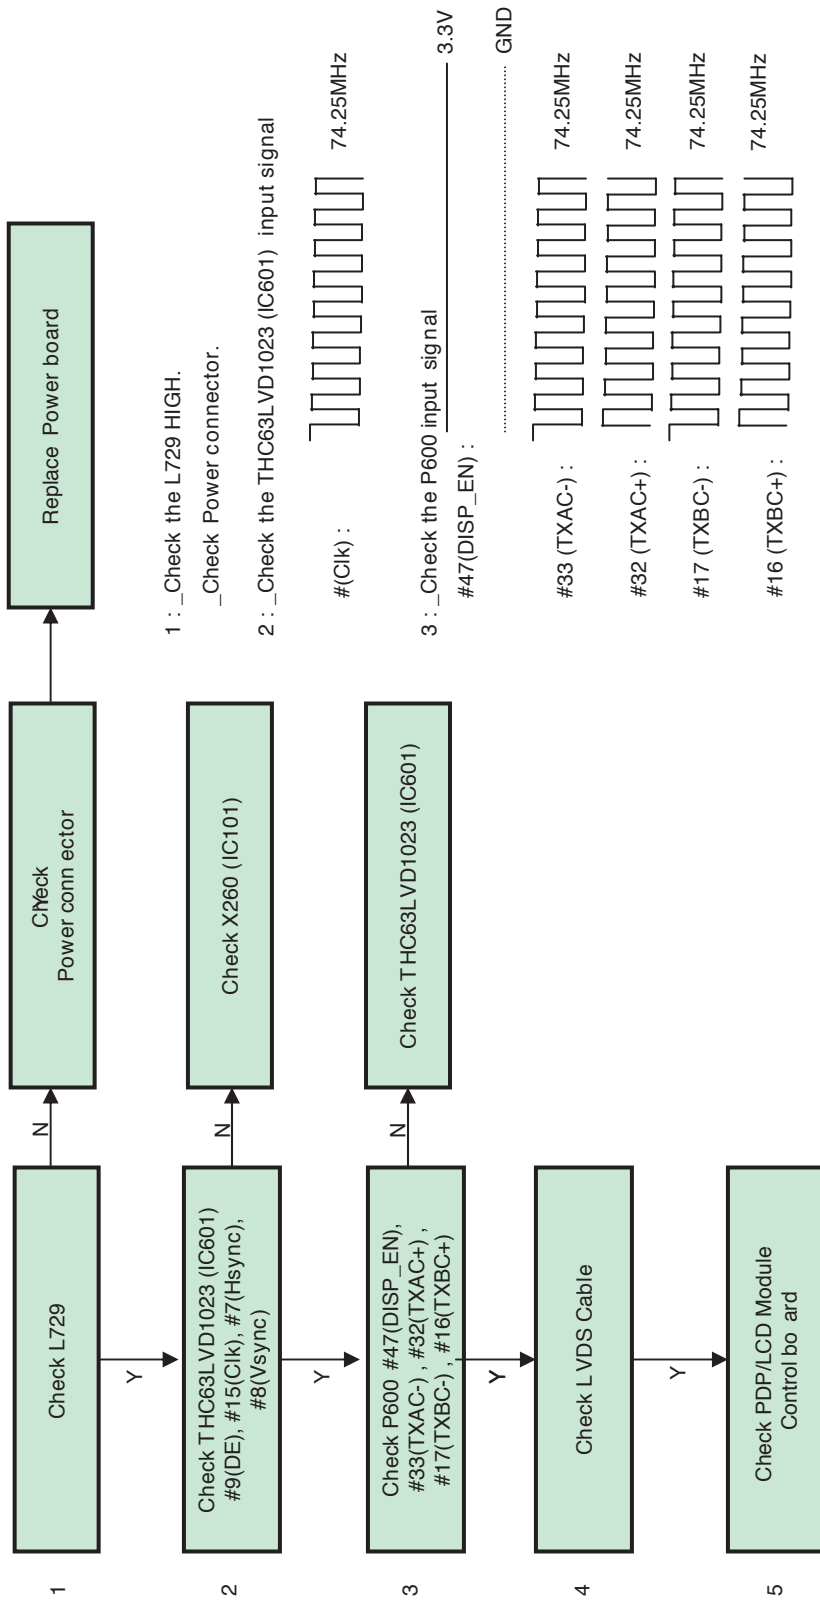 1
Check L729
N
Check
Power conn ector
Replace Power board
Y
2
Check THC63LVD1023 (IC601)
#9(DE), #15(Clk), #7(Hsync),
#8(Vsync)
N
Check X260 (IC101)
Y
3
Check P600 #47(DISP_EN),
#33(TXAC-) , #32(TXAC+) ,
#17(TXBC-) , #16(TXBC+)
N
Check THC63LVD1023 (IC601)
Y
4
Check LVDS Cable
Y
5
Check PDP/LCD Module
Control bo ard
1 : _Check the L729 HIGH.
_Check Power connector.
2 : _Check the THC63LVD1023 (IC601) input signal
#(Clk) : 74.25MHz
3 : _Check the P600 input signal
#47(DISP_EN) : 3.3V
GND
#33 (TXAC-) : 74.25MHz
#32 (TXAC+) : 74.25MHz
#17 (TXBC-) : 74.25MHz
#16 (TXBC+) : 74.25MHz